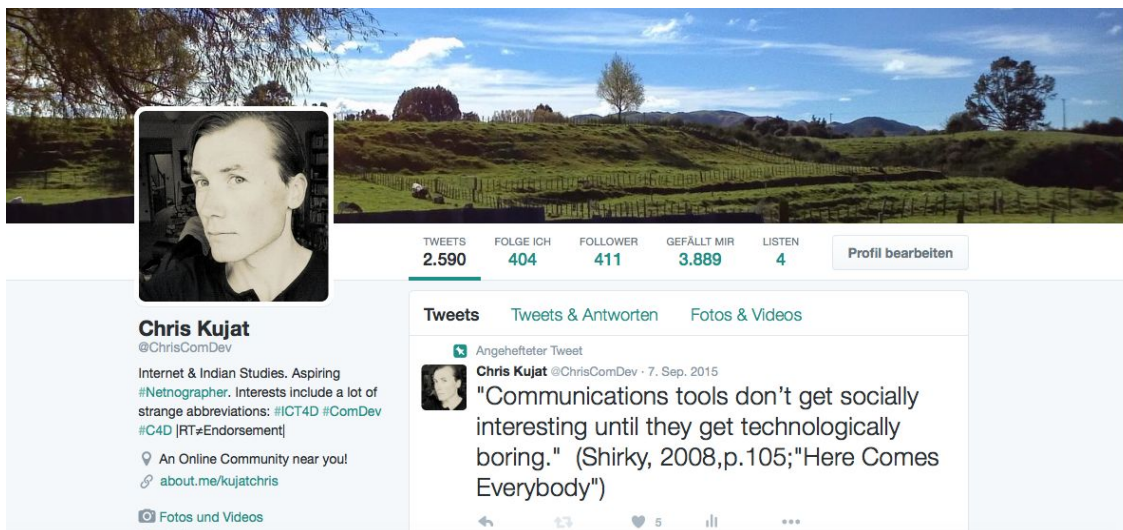 TWEETS FOLGE ICH FOLLOWER GEFÄLLT MIR LISTEN
2.590 404 411 3.889 4
Profil bearbeiten
Chris Kujat
@ChrisComDev
Internet & Indian Studies. Aspiring
#Netnographer. Interests include a lot of
strange abbreviations: #ICT4D #ComDev
#C4D |RT≠Endorsement|
An Online Community near you!
about.me/kujatchris
Fotos und Videos
Tweets Tweets & Antworten Fotos & Videos
Angehefteter Tweet
Chris Kujat @ChrisComDev · 7. Sep. 2015
"Communications tools don’t get socially
interesting until they get technologically
boring." (Shirky, 2008,p.105;"Here Comes
Everybody")
5